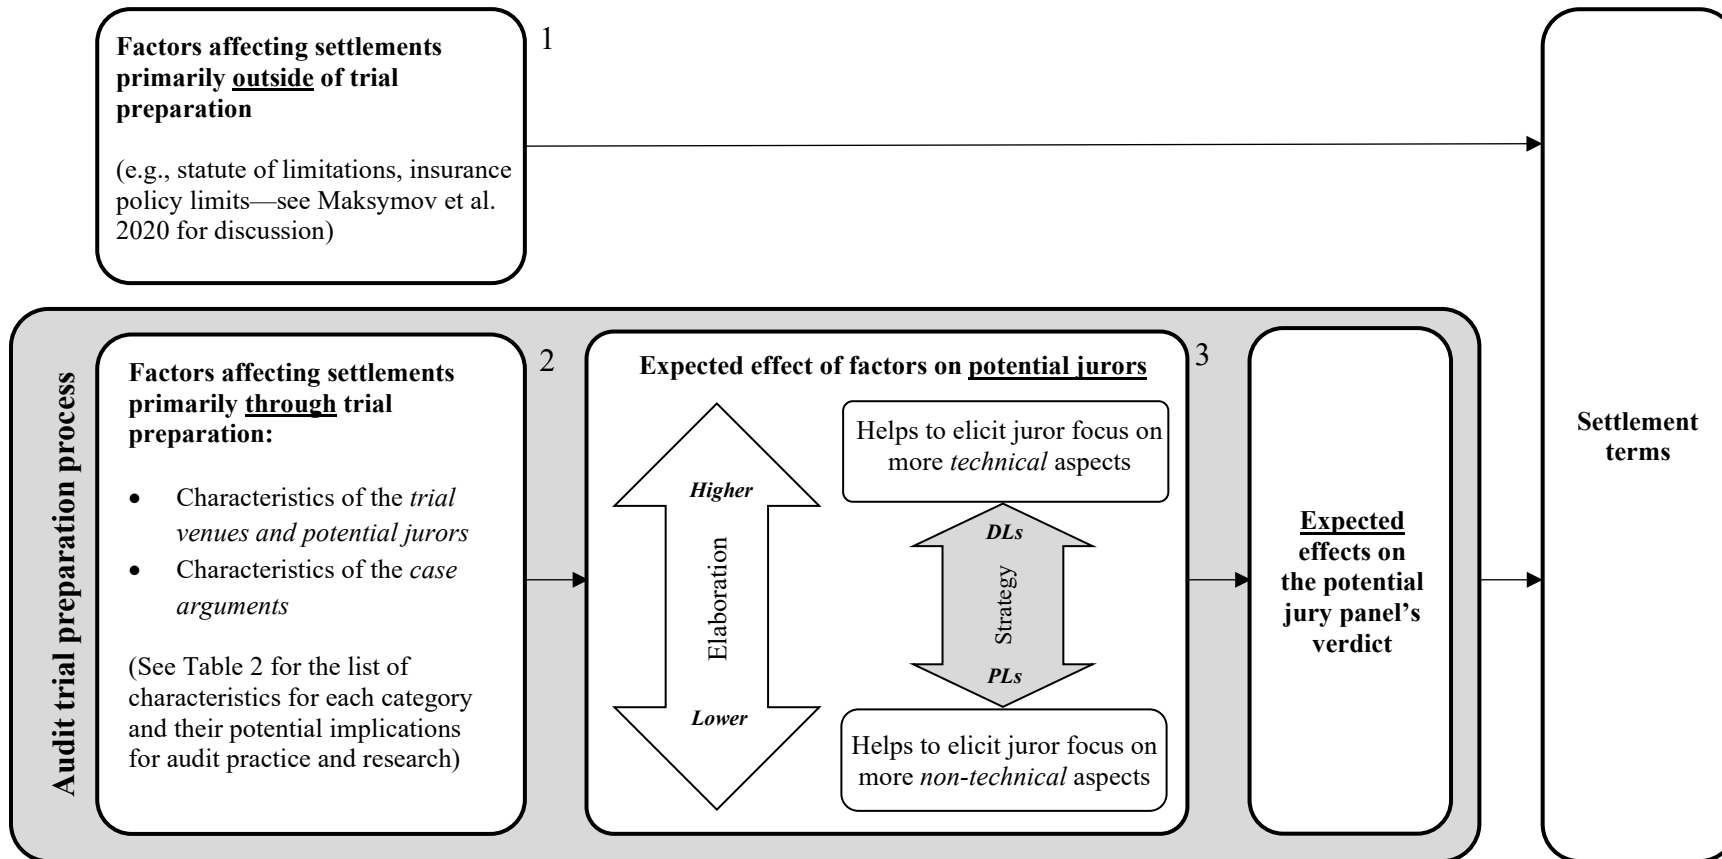 Factors affecting settlements
primarily outside of trial
preparation
(e.g., statute of limitations, insurance
policy limits—see Maksymov et al.
2020 for discussion)
1
Audit trial preparation process
Factors affecting settlements
primarily through trial
preparation:
• Characteristics of the trial
venues and potential jurors
• Characteristics of the case
arguments
(See Table 2 for the list of
characteristics for each category
and their potential implications
for audit practice and research)
2
Expected effect of factors on potential jurors
Higher
Elaboration
Lower
Helps to elicit juror focus on
more technical aspects
DLs
Strategy
PLs
Helps to elicit juror focus on
more non-technical aspects
3
Expected
effects on
the potential
jury panel’s
verdict
Settlement
terms